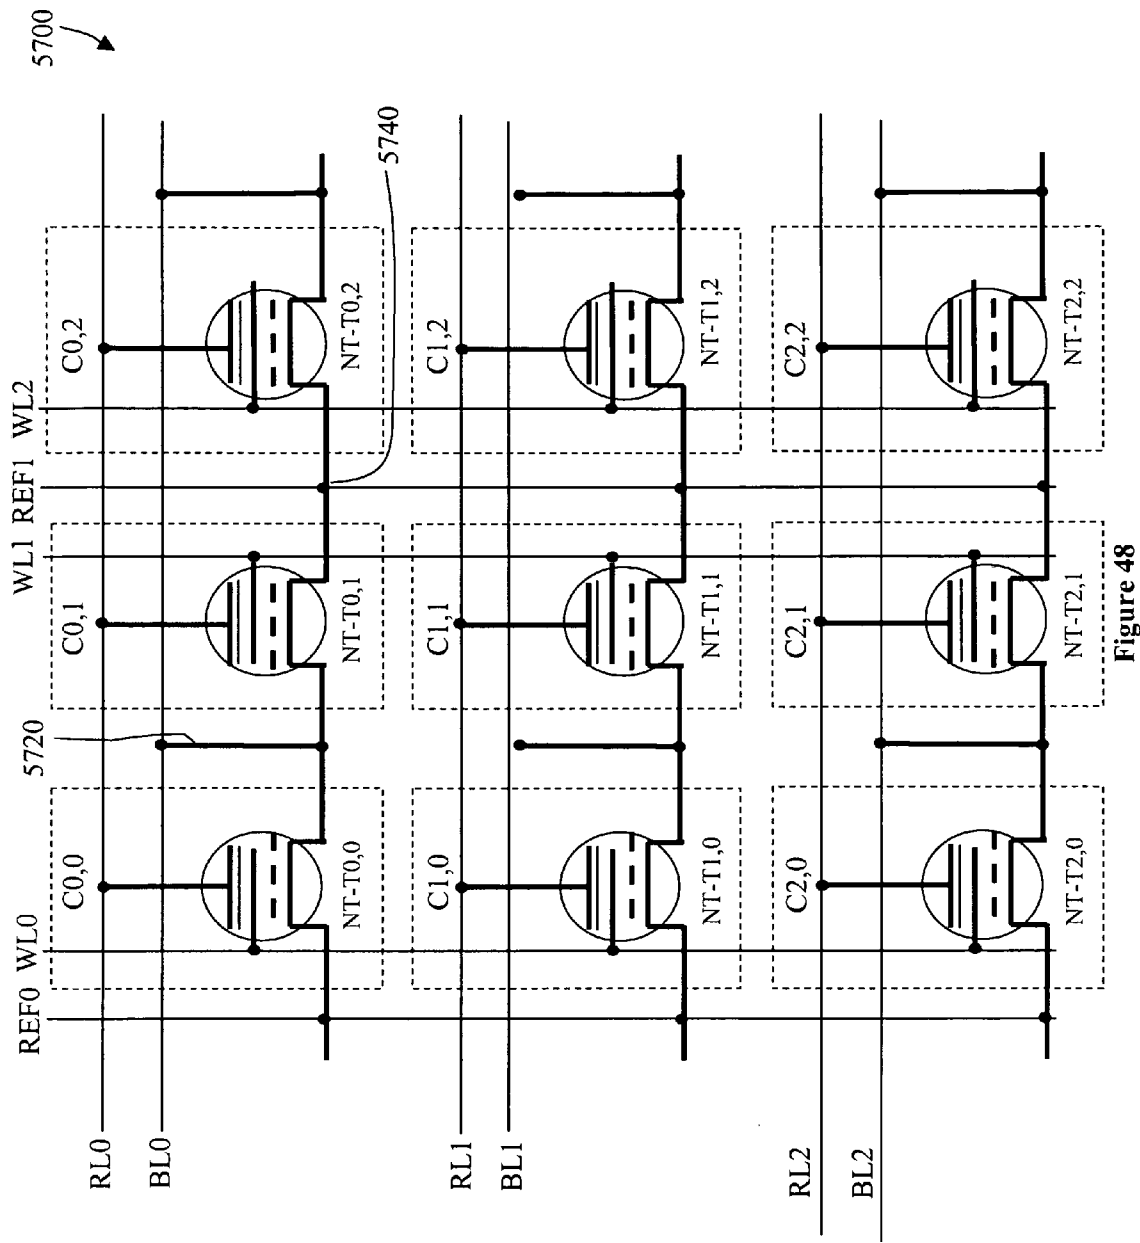 5700
REF0 WL0 WL1 REF1 WL2
RL0
BL0
C0,0 C0,1 C0,2
5720
NT-T0,0 NT-T0,1 NT-T0,2
5740
RL1
BL1
C1,0 C1,1 C1,2
NT-T1,0 NT-T1,1 NT-T1,2
RL2
BL2
C2,0 C2,1 C2,2
NT-T2,0 NT-T2,1 NT-T2,2
Figure 48